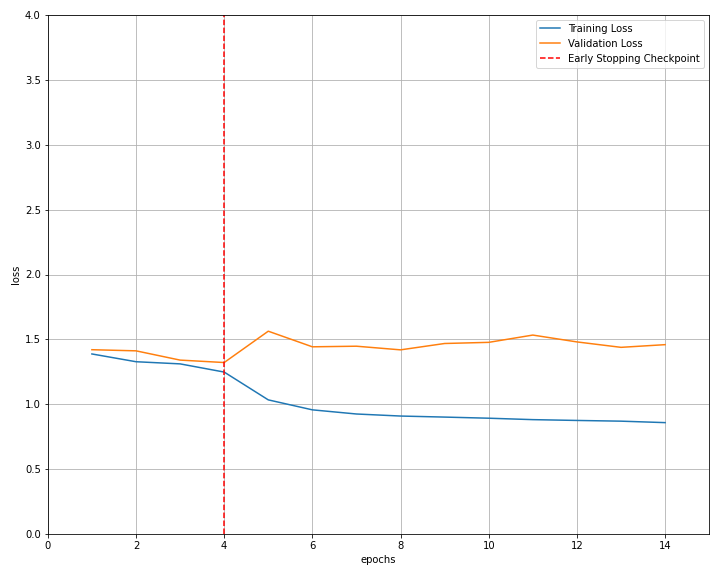 Training Loss
Validation Loss
Early Stopping Checkpoint
4.0
3.5
3.0
2.5
2.0
1.5
1.0
0.5
0.0
loss
0 2 4 6 8 10 12 14
epochs